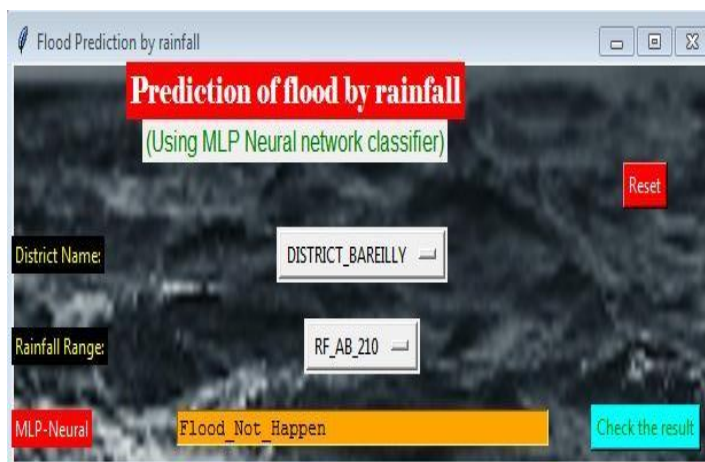 Flood Prediction by rainfall
Prediction of flood by rainfall
(Using MLP Neural network classifier)
Reset
District Name:
DISTRICT_BAREILLY
Rainfall Range:
RF_AB_210
MLP-Neural
Flood_Not_Happen
Check the result